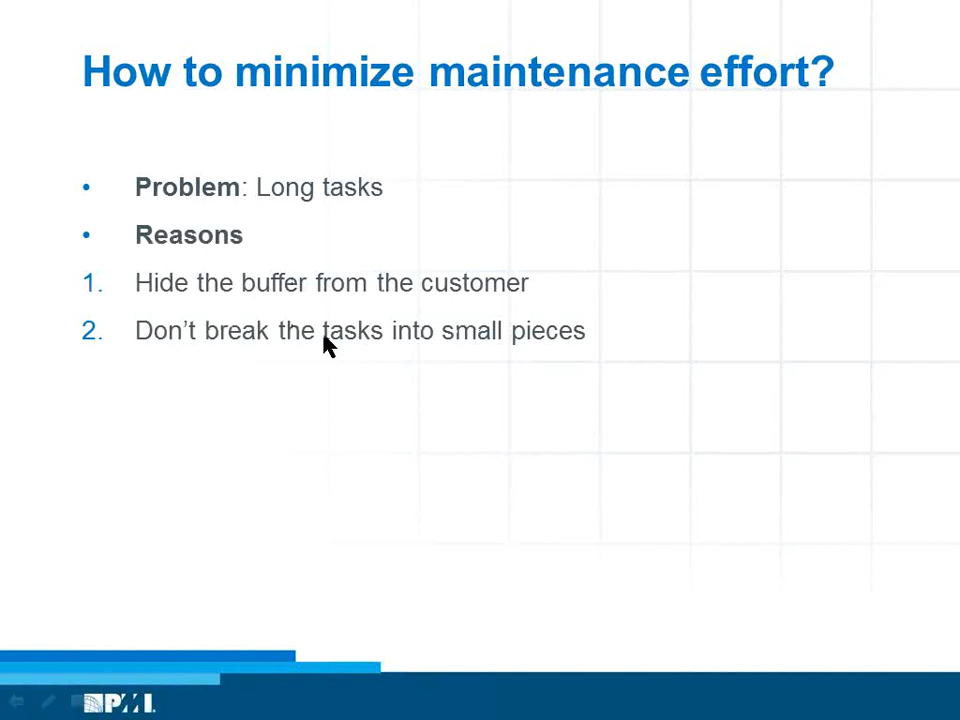 How to minimize maintenance effort?
• Problem: Long tasks
• Reasons
1. Hide the buffer from the customer
2. Don’t break the tasks into small pieces
PMI